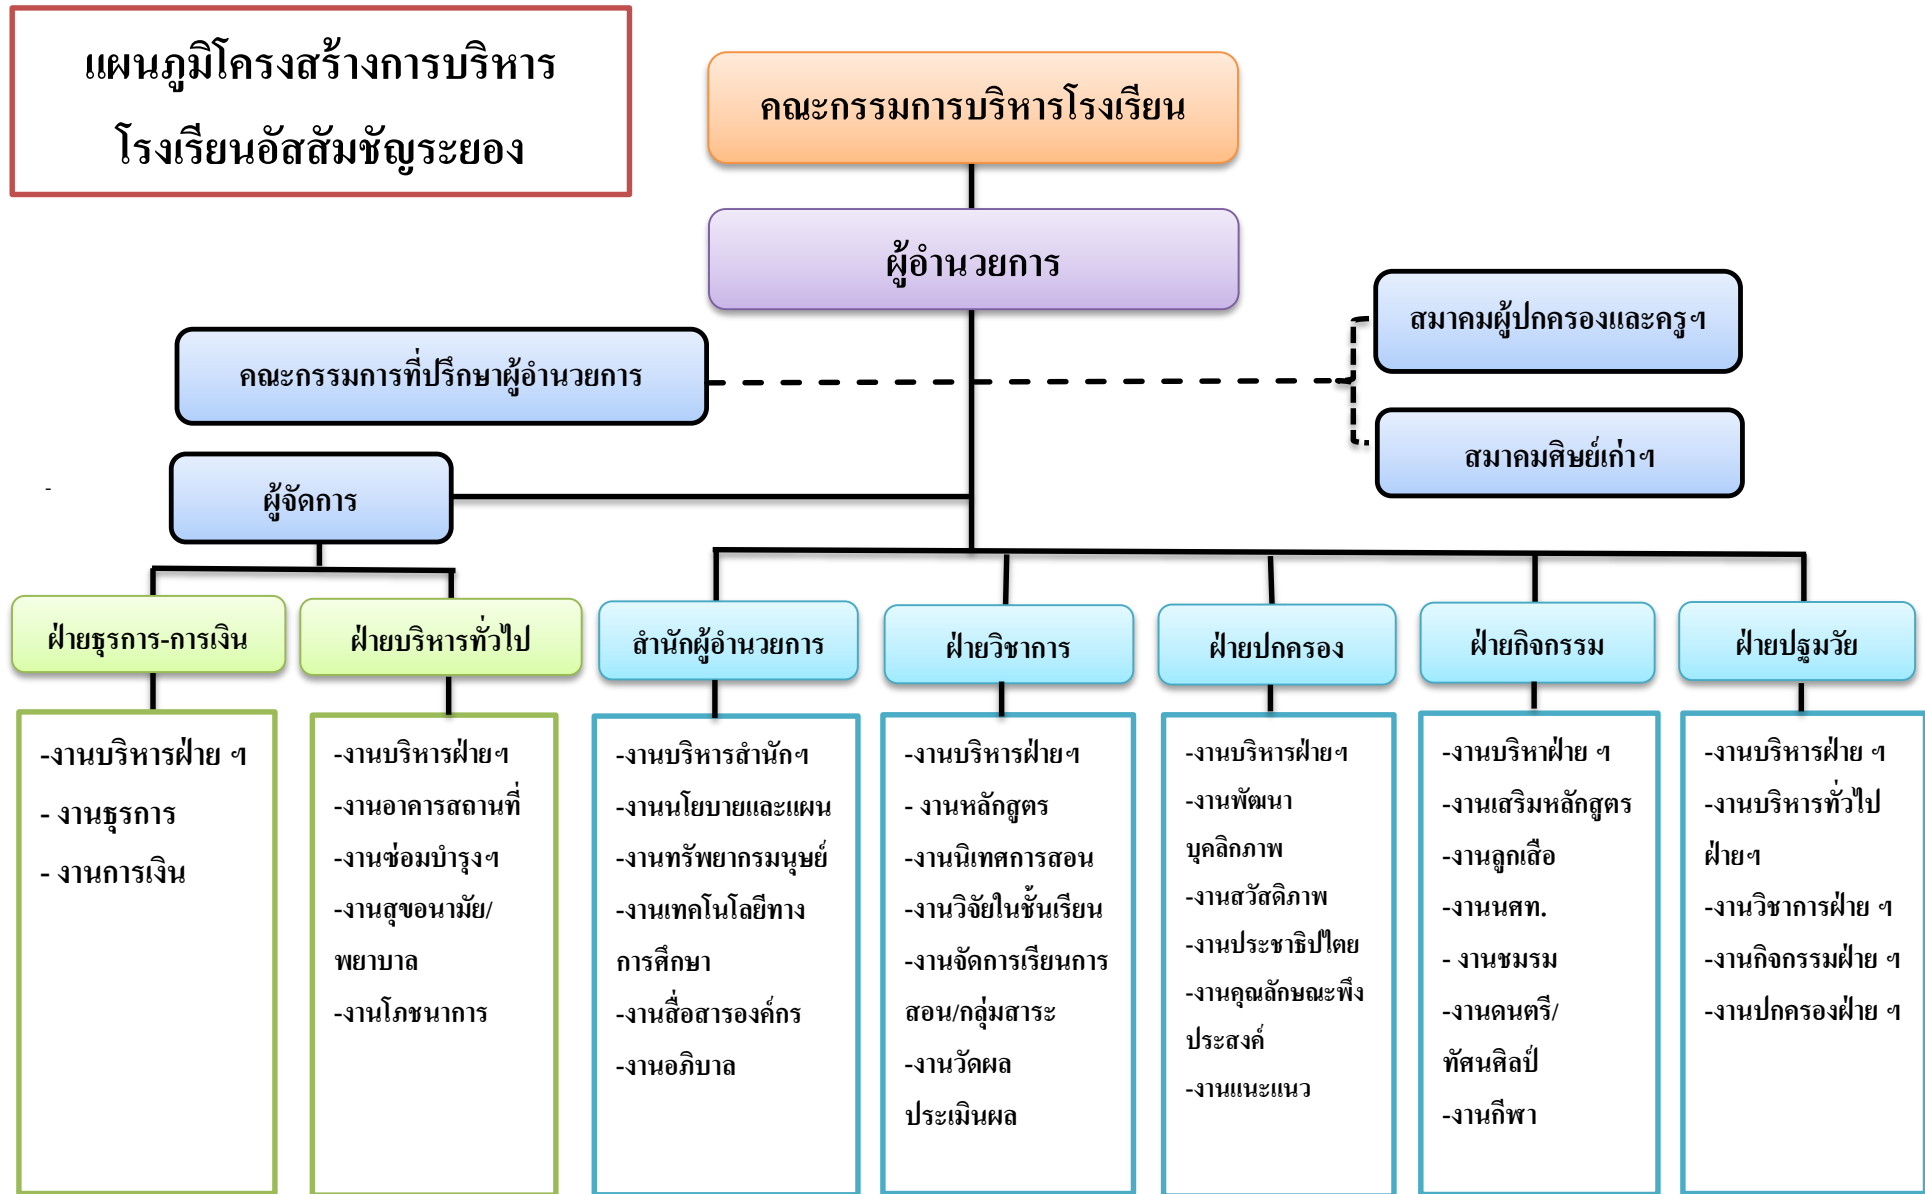 แผนภูมิโครงสร้างการบริหาร
โรงเรียนอัสสัมชัญระยอง
คณะกรรมการบริหารโรงเรียน
ผู้อำนวยการ
คณะกรรมการที่ปรึกษาผู้อำนวยการ
สมาคมผู้ปกครองและครูฯ
สมาคมศิษย์เก่าฯ
ผู้จัดการ
-
ฝ่ายธุรการ-การเงิน
-งานบริหารฝ่าย ฯ
- งานธุรการ
- งานการเงิน
ฝ่ายบริหารทั่วไป
-งานบริหารฝ่ายฯ
-งานอาคารสถานที่
-งานซ่อมบำรุงฯ
-งานสุขอนามัย/
พยาบาล
-งานโภชนาการ
สำนักผู้อำนวยการ
-งานบริหารสำนักฯ
-งานนโยบายและแผน
-งานทรัพยากรมนุษย์
-งานเทคโนโลยีทาง
การศึกษา
-งานสื่อสารองค์กร
-งานอภิบาล
ฝ่ายวิชาการ
-งานบริหารฝ่ายฯ
- งานหลักสูตร
-งานนิเทศการสอน
-งานวิจัยในชั้นเรียน
-งานจัดการเรียนการ
สอน/กลุ่มสาระ
-งานวัดผล
ประเมินผล
ฝ่ายปกครอง
-งานบริหารฝ่ายฯ
-งานพัฒนา
บุคลิกภาพ
-งานสวัสดิภาพ
-งานประชาธิปไตย
-งานคุณลักษณะพึง
ประสงค์
-งานแนะแนว
ฝ่ายกิจกรรม
-งานบริหาฝ่าย ฯ
-งานเสริมหลักสูตร
-งานลูกเสือ
-งานนศท.
- งานชมรม
-งานดนตรี/
ทัศนศิลป์
-งานกีฬา
ฝ่ายปฐมวัย
-งานบริหารฝ่าย ฯ
-งานบริหารทั่วไป
ฝ่ายฯ
-งานวิชาการฝ่าย ฯ
-งานกิจกรรมฝ่าย ฯ
-งานปกครองฝ่าย ฯ